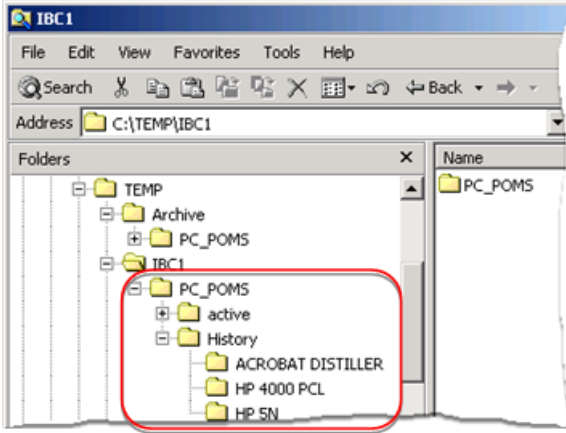 IBC1
File Edit View Favorites Tools Help
Search Back
Address C:\TEMP\IBC1
Folders Name
TEMP PC_POMS
Archive
PC_POMS
IBC1
PC_POMS
active
History
ACROBAT DISTILLER
HP 4000 PCL
HP 5N